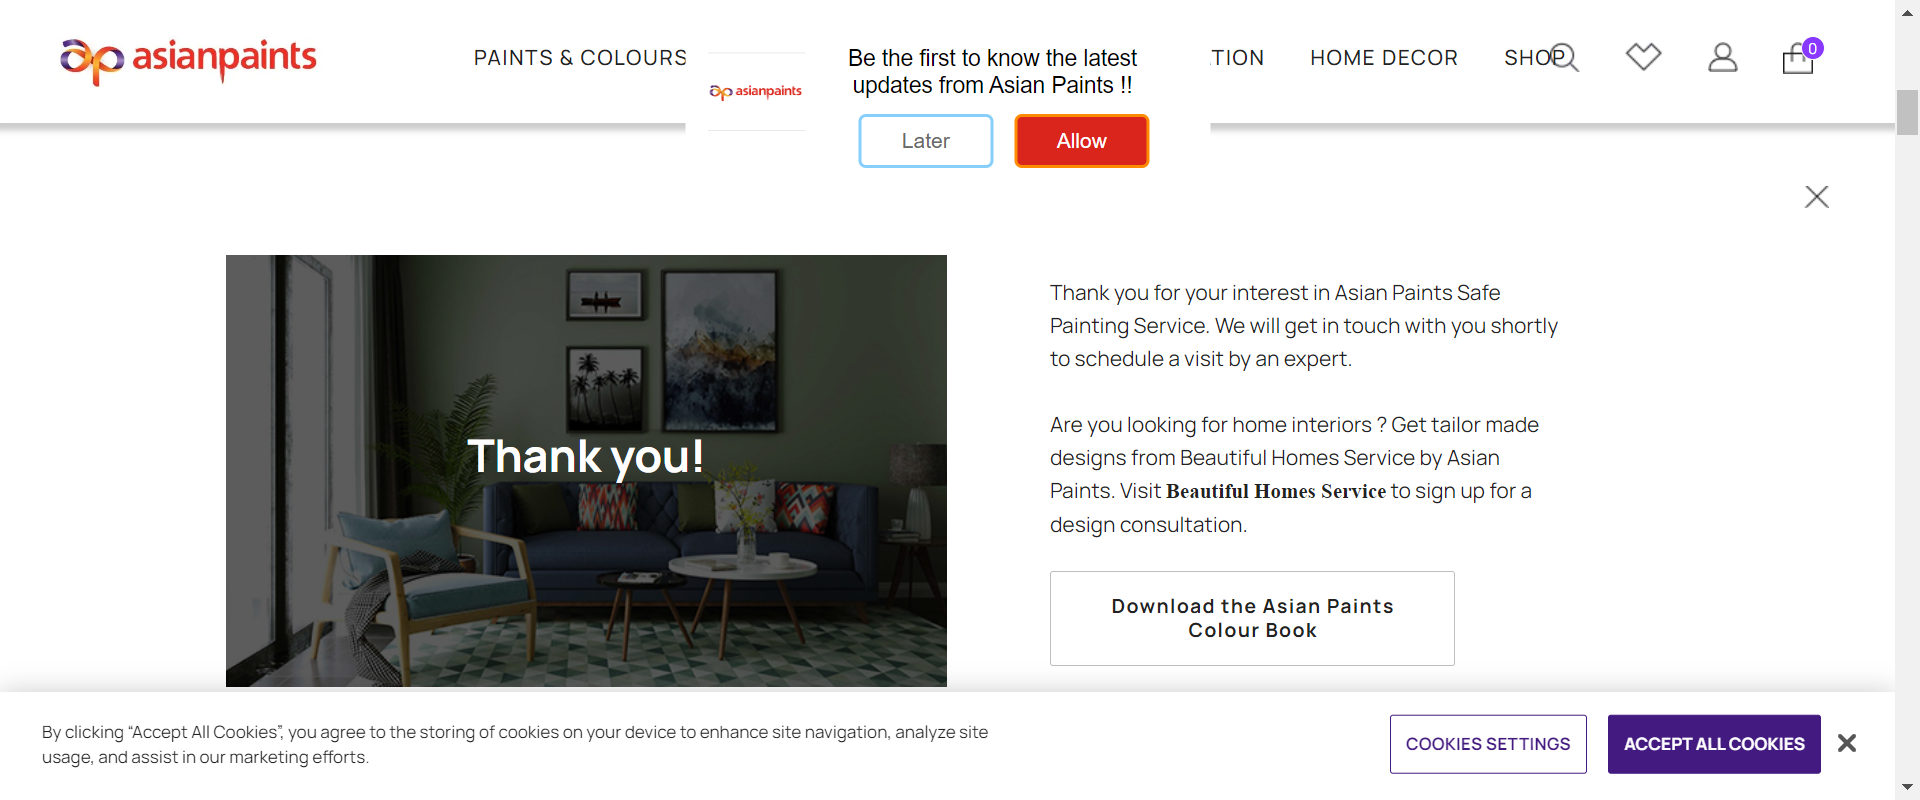 asianpaints
PAINTS & COLOURS
TION
HOME DECOR
SHOP
0
asianpaints
Be the first to know the latest
updates from Asian Paints !!
Later
Allow
Thank you!
Thank you for your interest in Asian Paints Safe
Painting Service. We will get in touch with you shortly
to schedule a visit by an expert.
Are you looking for home interiors ? Get tailor made
designs from Beautiful Homes Service by Asian
Paints. Visit Beautiful Homes Service to sign up for a
design consultation.
Download the Asian Paints
Colour Book
By clicking “Accept All Cookies”, you agree to the storing of cookies on your device to enhance site navigation, analyze site
usage, and assist in our marketing efforts.
COOKIES SETTINGS
ACCEPT ALL COOKIES